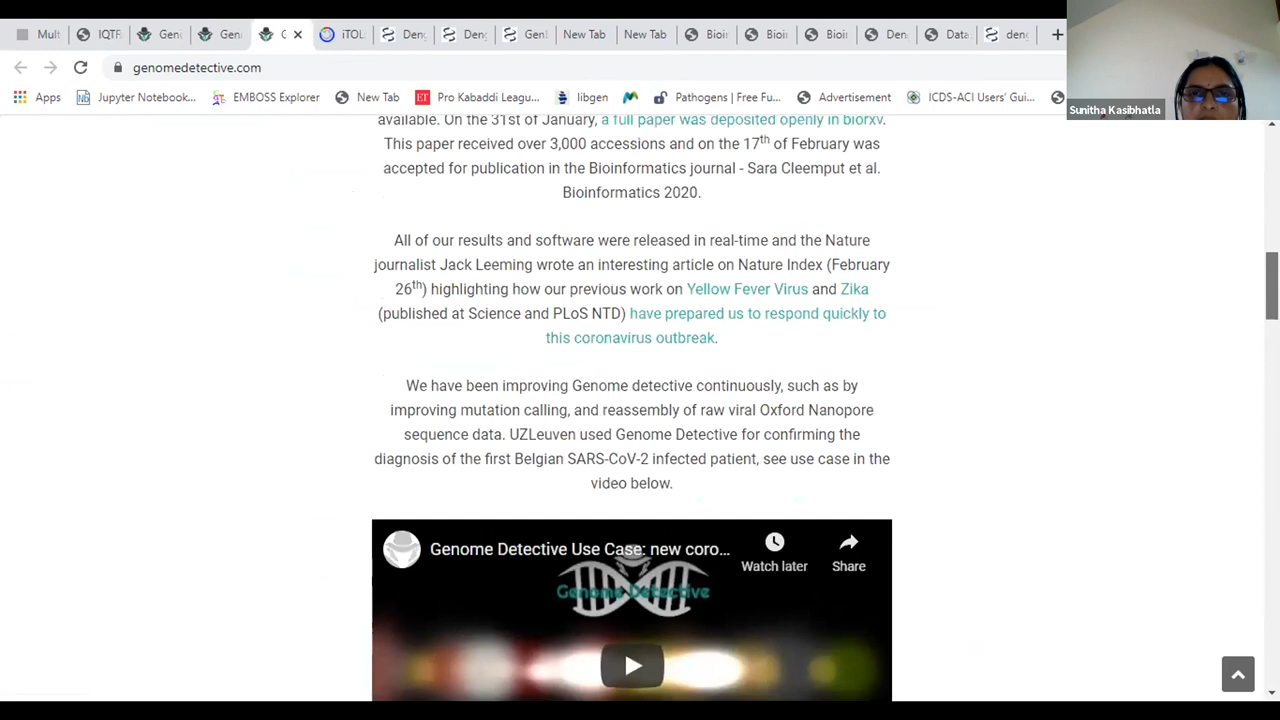 Mult
IQTR
Geno
Geno
G
iTOL
Deng
Deng
GenB
New Tab
New Tab
Bioin
Bioin
Bioin
Den
Data
deng
genomedetective.com
Apps
Jupyter Notebook...
EMBOSS Explorer
New Tab
Pro Kabaddi Leagu...
libgen
Pathogens | Free Fu...
Advertisement
ICDS-ACI Users' Gui...
Sunitha Kasibhatla
available. On the 31st of January, a full paper was deposited openly in biorxv.
This paper received over 3,000 accessions and on the 17th of February was
accepted for publication in the Bioinformatics journal - Sara Cleemput et al.
Bioinformatics 2020.
All of our results and software were released in real-time and the Nature
journalist Jack Leeming wrote an interesting article on Nature Index (February
26th) highlighting how our previous work on Yellow Fever Virus and Zika
(published at Science and PLoS NTD) have prepared us to respond quickly to
this coronavirus outbreak.
We have been improving Genome detective continuously, such as by
improving mutation calling, and reassembly of raw viral Oxford Nanopore
sequence data. UZLeuven used Genome Detective for confirming the
diagnosis of the first Belgian SARS-CoV-2 infected patient, see use case in the
video below.
Genome Detective Use Case: new coro...
Watch later
Share
Genome Detective